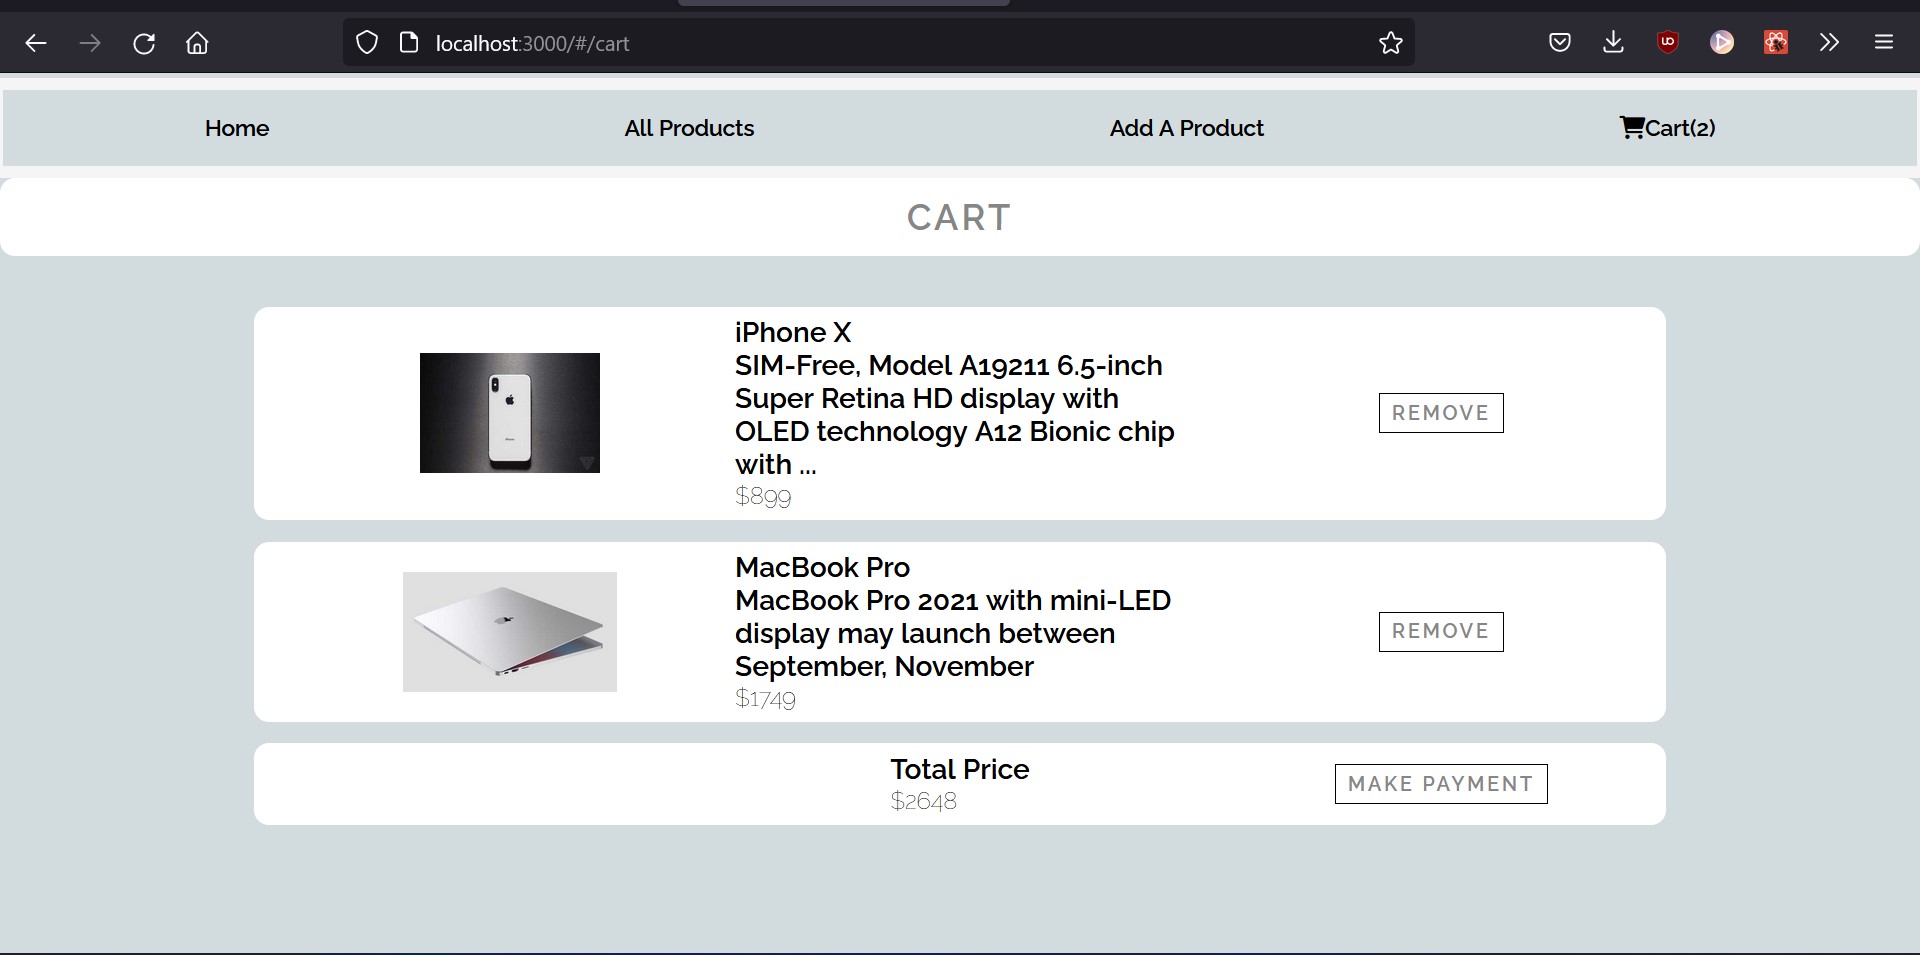 localhost:3000/#/cart
Home
All Products
Add A Product
Cart(2)
CART
iPhone X
SIM-Free, Model A19211 6.5-inch
Super Retina HD display with
OLED technology A12 Bionic chip
with ...
$899
REMOVE
MacBook Pro
MacBook Pro 2021 with mini-LED
display may launch between
September, November
$1749
REMOVE
Total Price
$2648
MAKE PAYMENT